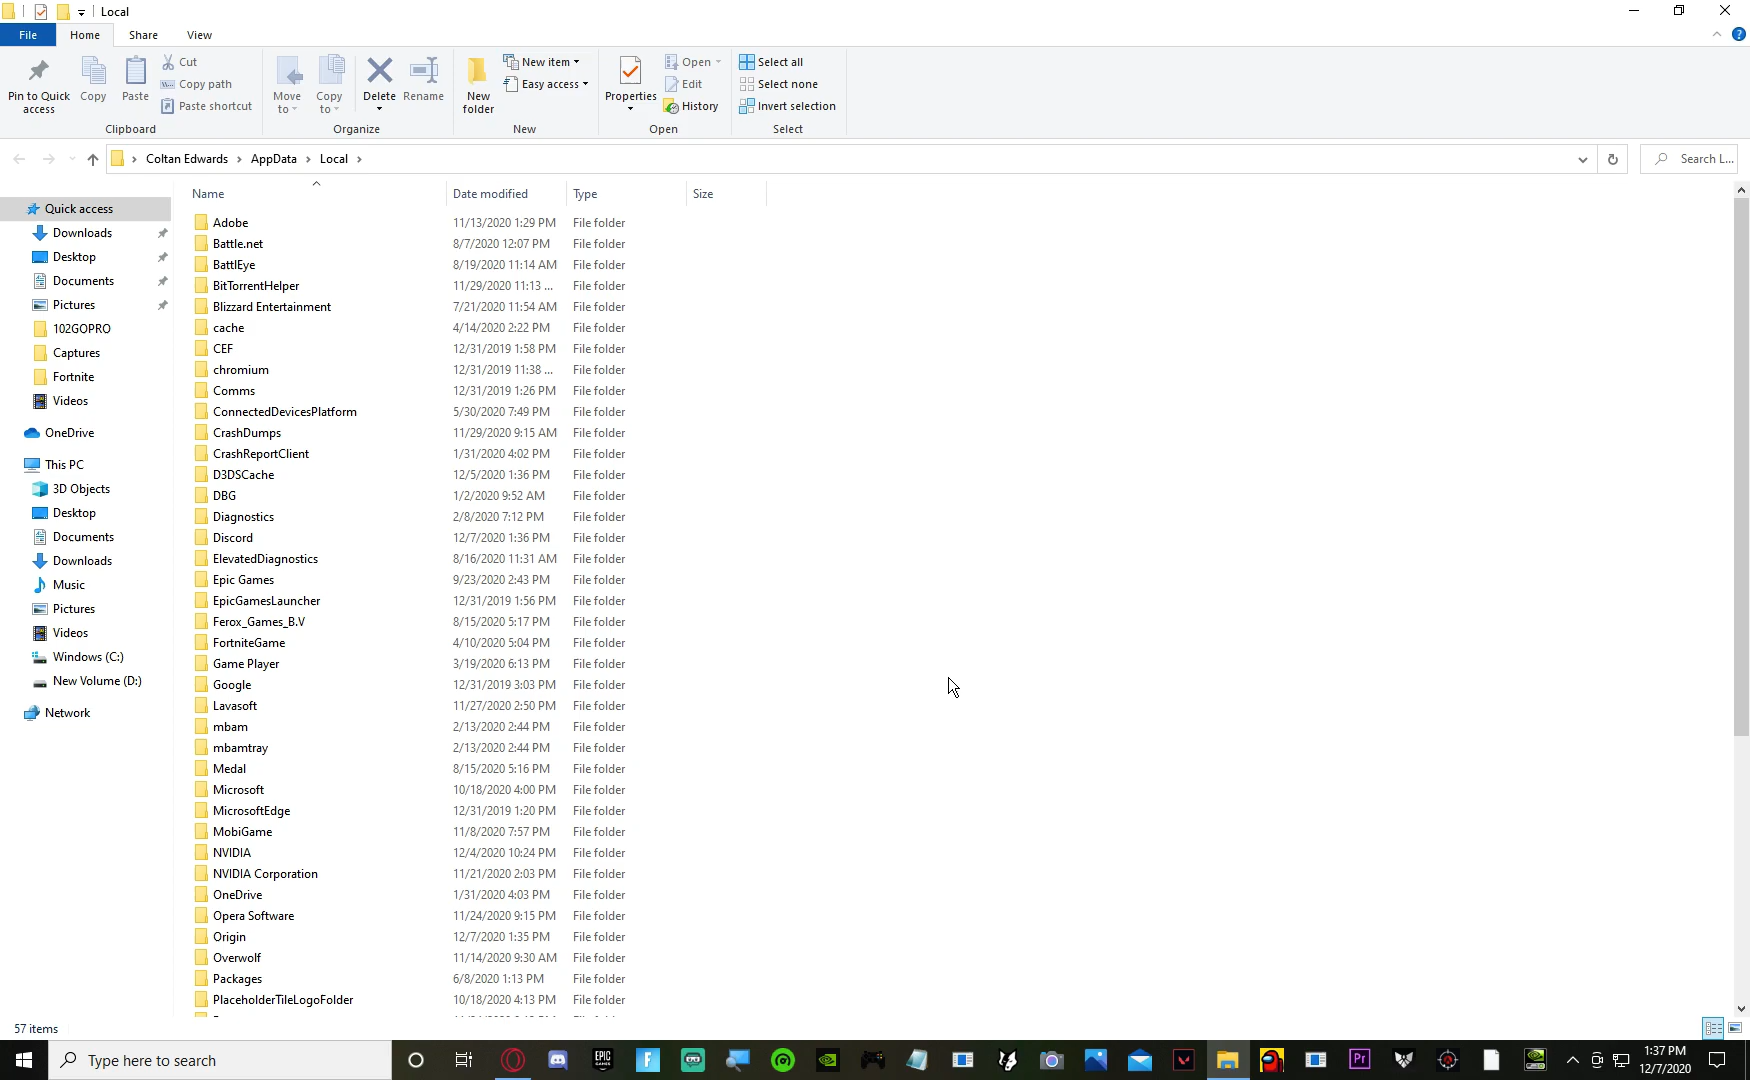 Local
File Home Share View
Pin to Quick access
Copy
Paste
Cut
Copy path
Paste shortcut
Clipboard
Move to
Copy to
Delete
Rename
Organize
New folder
New item
Easy access
New
Properties
Open
Edit
History
Open
Select all
Select none
Invert selection
Select
Coltan Edwards › AppData › Local ›
Search L...
Quick access
Downloads
Desktop
Documents
Pictures
102GOPRO
Captures
Fortnite
Videos
OneDrive
This PC
3D Objects
Desktop
Documents
Downloads
Music
Pictures
Videos
Windows (C:)
New Volume (D:)
Network
Name Date modified Type Size
Adobe 11/13/2020 1:29 PM File folder
Battle.net 8/7/2020 12:07 PM File folder
BattlEye 8/19/2020 11:14 AM File folder
BitTorrentHelper 11/29/2020 11:13 ... File folder
Blizzard Entertainment 7/21/2020 11:54 AM File folder
cache 4/14/2020 2:22 PM File folder
CEF 12/31/2019 1:58 PM File folder
chromium 12/31/2019 11:38 ... File folder
Comms 12/31/2019 1:26 PM File folder
ConnectedDevicesPlatform 5/30/2020 7:49 PM File folder
CrashDumps 11/29/2020 9:15 AM File folder
CrashReportClient 1/31/2020 4:02 PM File folder
D3DSCache 12/5/2020 1:36 PM File folder
DBG 1/2/2020 9:52 AM File folder
Diagnostics 2/8/2020 7:12 PM File folder
Discord 12/7/2020 1:36 PM File folder
ElevatedDiagnostics 8/16/2020 11:31 AM File folder
Epic Games 9/23/2020 2:43 PM File folder
EpicGamesLauncher 12/31/2019 1:56 PM File folder
Ferox_Games_B.V 8/15/2020 5:17 PM File folder
FortniteGame 4/10/2020 5:04 PM File folder
Game Player 3/19/2020 6:13 PM File folder
Google 12/31/2019 3:03 PM File folder
Lavasoft 11/27/2020 2:50 PM File folder
mbam 2/13/2020 2:44 PM File folder
mbamtray 2/13/2020 2:44 PM File folder
Medal 8/15/2020 5:16 PM File folder
Microsoft 10/18/2020 4:00 PM File folder
MicrosoftEdge 12/31/2019 1:20 PM File folder
MobiGame 11/8/2020 7:57 PM File folder
NVIDIA 12/4/2020 10:24 PM File folder
NVIDIA Corporation 11/21/2020 2:03 PM File folder
OneDrive 1/31/2020 4:03 PM File folder
Opera Software 11/24/2020 9:15 PM File folder
Origin 12/7/2020 1:35 PM File folder
Overwolf 11/14/2020 9:30 AM File folder
Packages 6/8/2020 1:13 PM File folder
PlaceholderTileLogoFolder 10/18/2020 4:13 PM File folder
57 items
Type here to search
EPIC GAMES
Pr
1:37 PM
12/7/2020